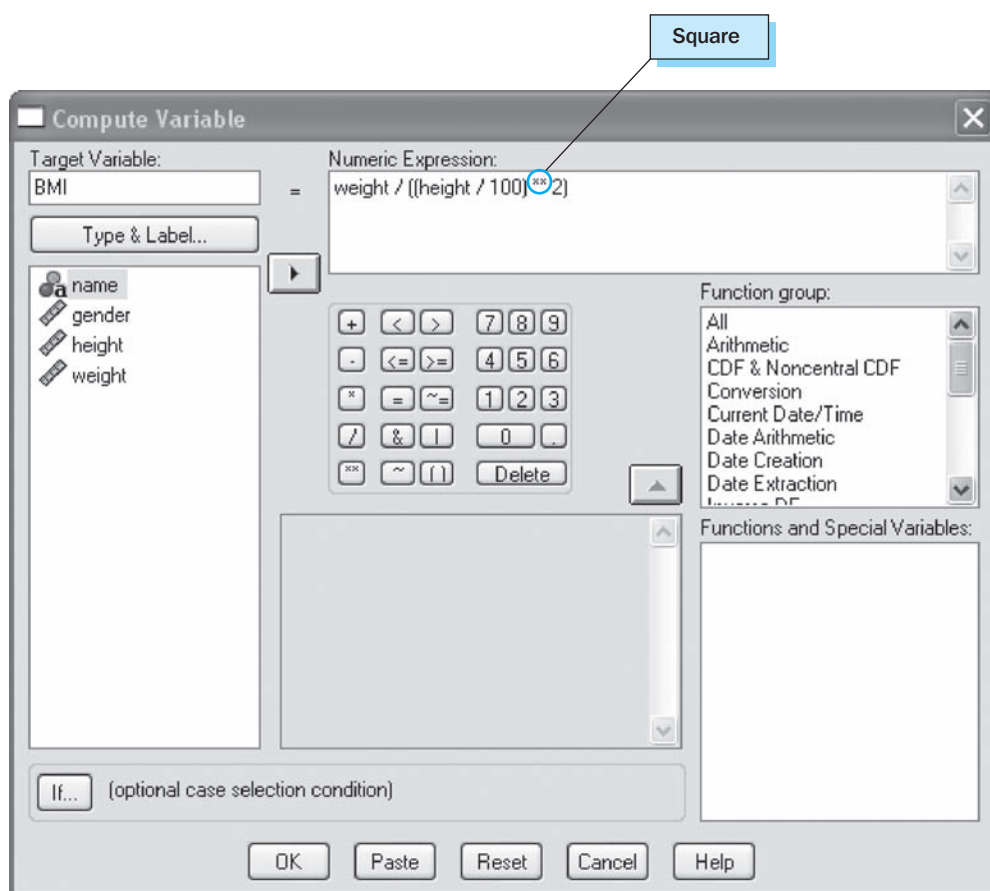 Square
Compute Variable
Target Variable:
BMI
=
Numeric Expression:
weight / ((height / 100) ** 2)
Type & Label...
name
gender
height
weight
+ < > 7 8 9
- <= >= 4 5 6
* = ~= 1 2 3
/ & | 0 .
** ~ () Delete
Function group:
All
Arithmetic
CDF & Noncentral CDF
Conversion
Current Date/Time
Date Arithmetic
Date Creation
Date Extraction
Functions and Special Variables:
If... (optional case selection condition)
OK Paste Reset Cancel Help